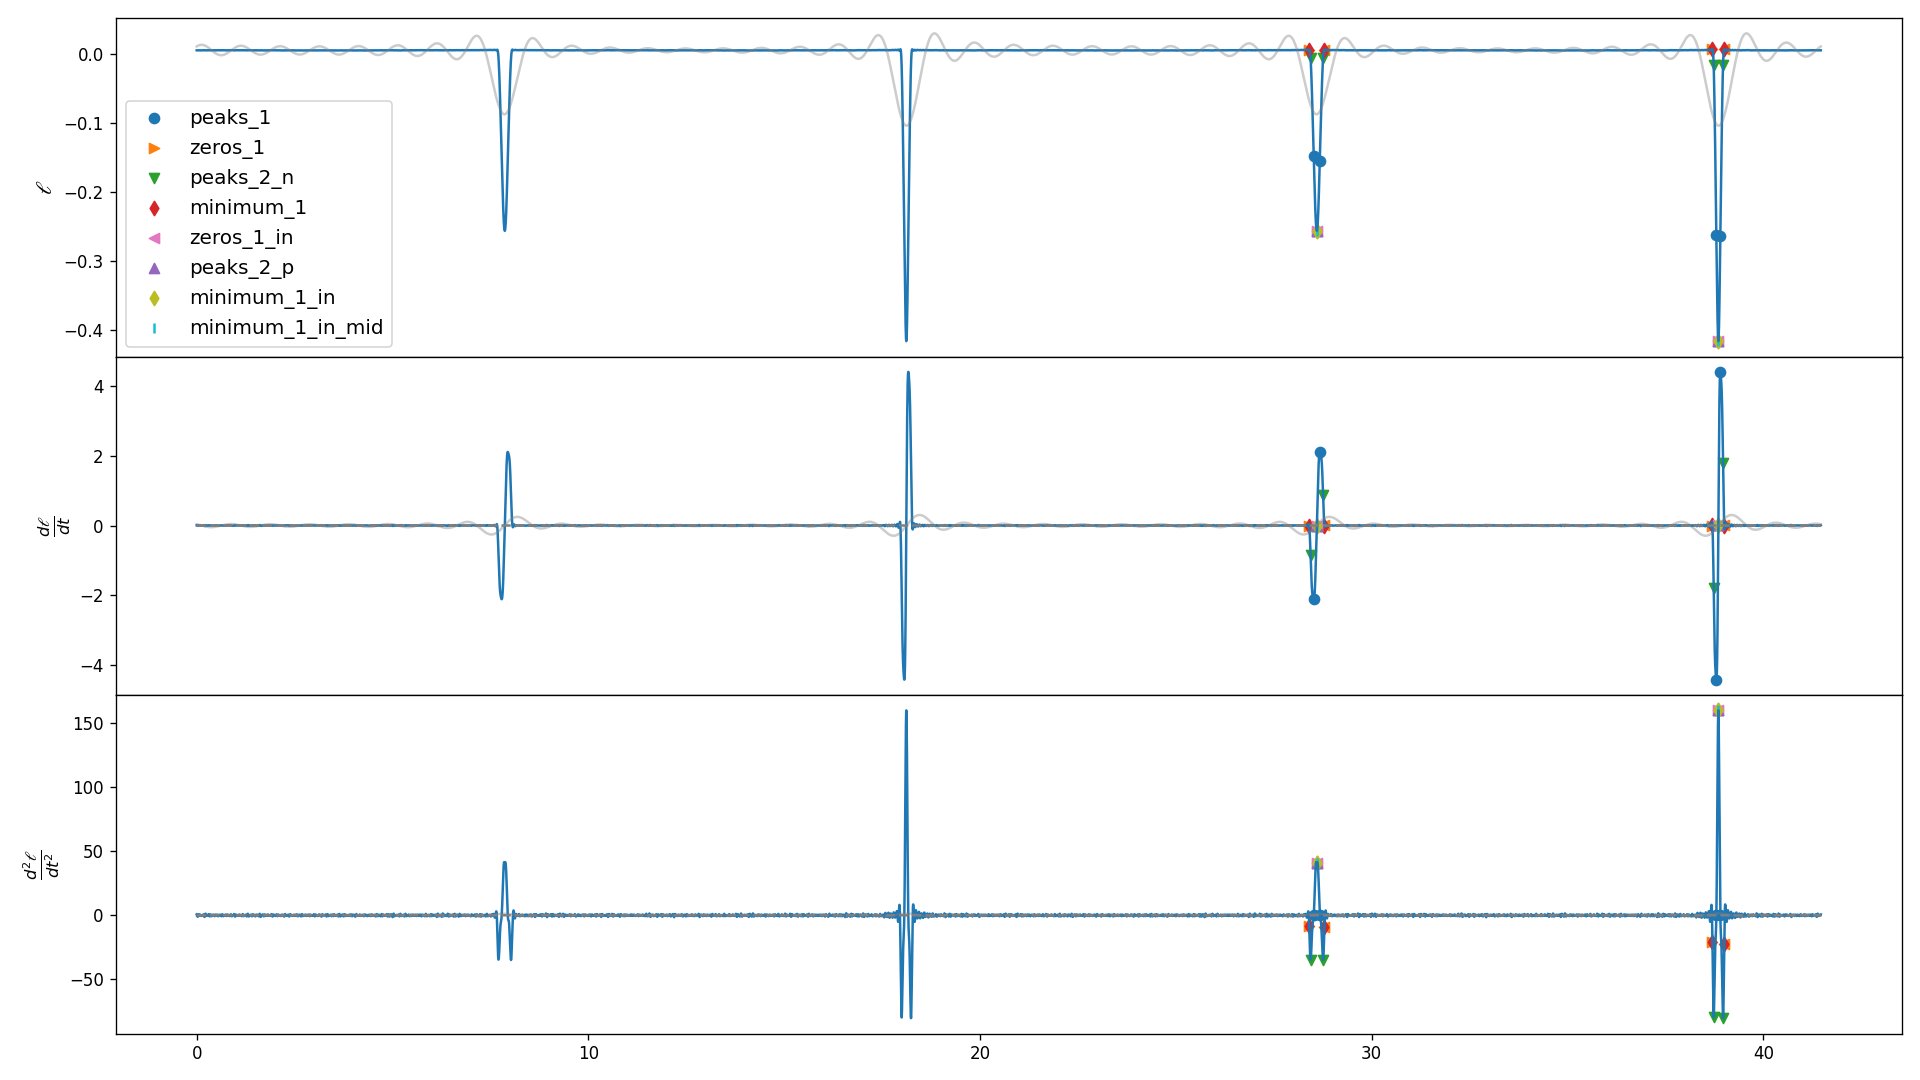 0.0
−0.1
−0.2
−0.3
−0.4
ℓ
peaks_1
zeros_1
peaks_2_n
minimum_1
zeros_1_in
peaks_2_p
minimum_1_in
minimum_1_in_mid
4
2
0
−2
−4
dℓ
dt
150
100
50
0
−50
d²ℓ
dt²
0 10 20 30 40